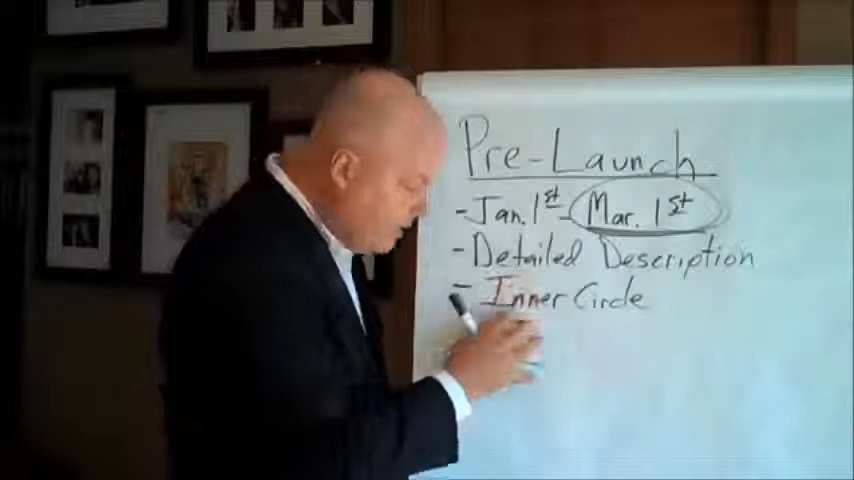 Pre-Launch
- Jan. 1st - Mar. 1st
- Detailed Description
- Inner Circle